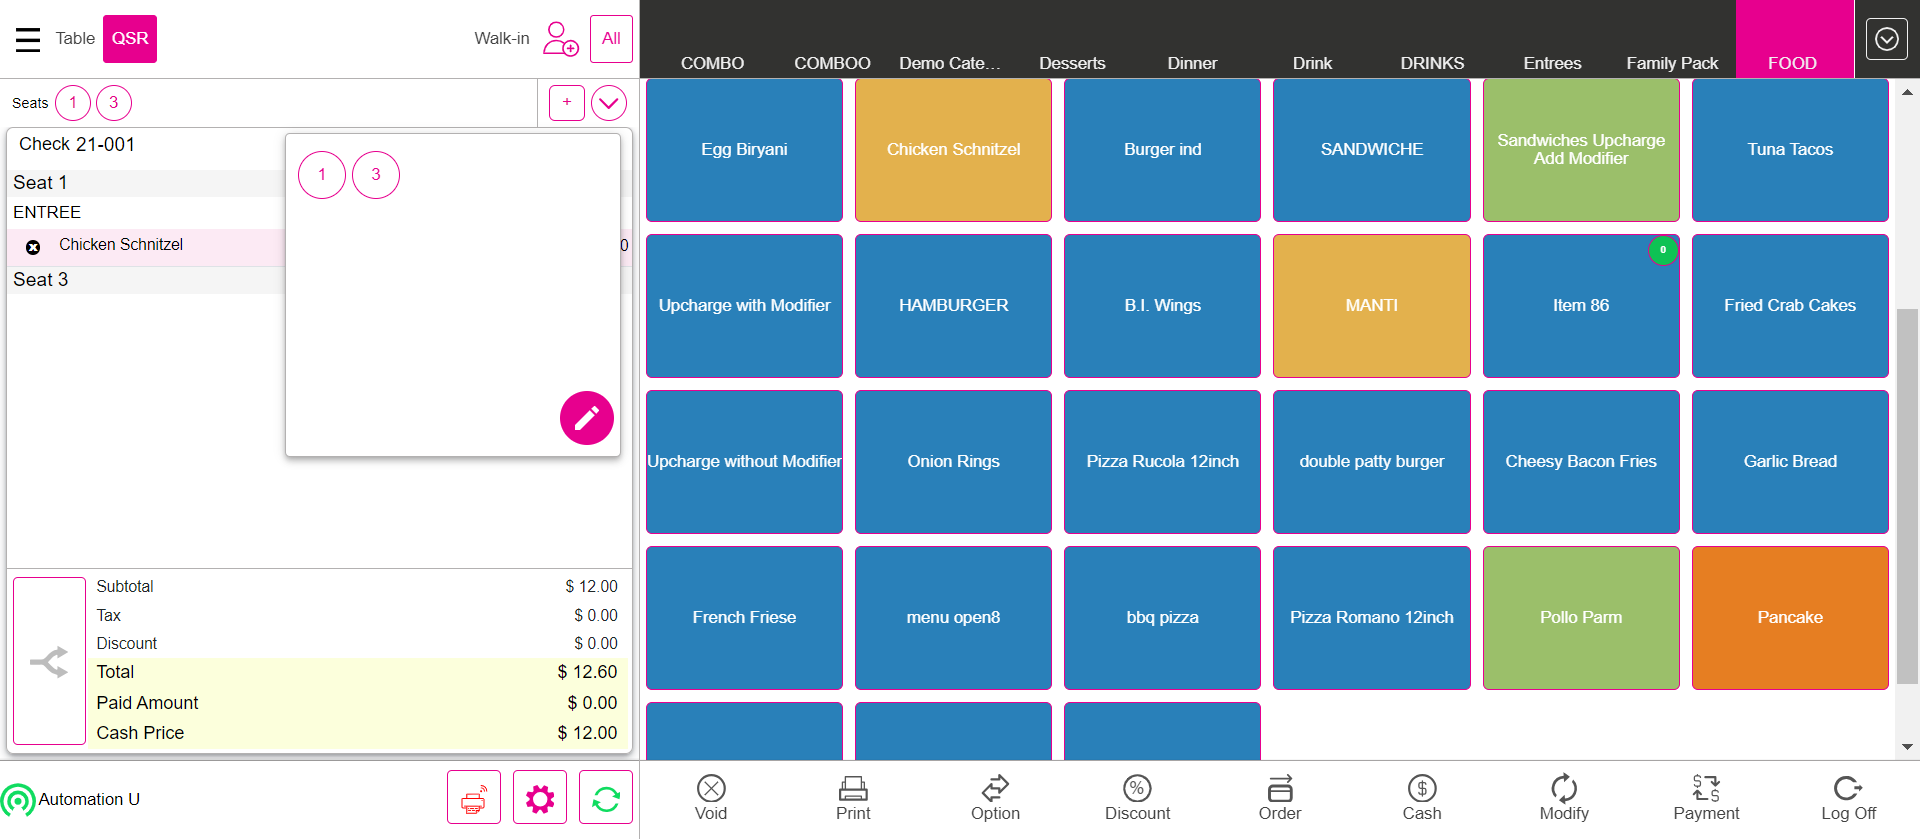 Table
QSR
Walk-in
All
Seats
1
3
+
Check 21-001
Seat 1
ENTREE
Chicken Schnitzel
0
Seat 3
1
3
Subtotal
$ 12.00
Tax
$ 0.00
Discount
$ 0.00
Total
$ 12.60
Paid Amount
$ 0.00
Cash Price
$ 12.00
Automation U
COMBO
COMBOO
Demo Cate...
Desserts
Dinner
Drink
DRINKS
Entrees
Family Pack
FOOD
Egg Biryani
Chicken Schnitzel
Burger ind
SANDWICHE
Sandwiches Upcharge
Add Modifier
Tuna Tacos
Upcharge with Modifier
HAMBURGER
B.I. Wings
MANTI
0
Item 86
Fried Crab Cakes
Upcharge without Modifier
Onion Rings
Pizza Rucola 12inch
double patty burger
Cheesy Bacon Fries
Garlic Bread
French Friese
menu open8
bbq pizza
Pizza Romano 12inch
Pollo Parm
Pancake
Void
Print
Option
%
Discount
Order
$
Cash
Modify
$
$
Payment
Log Off